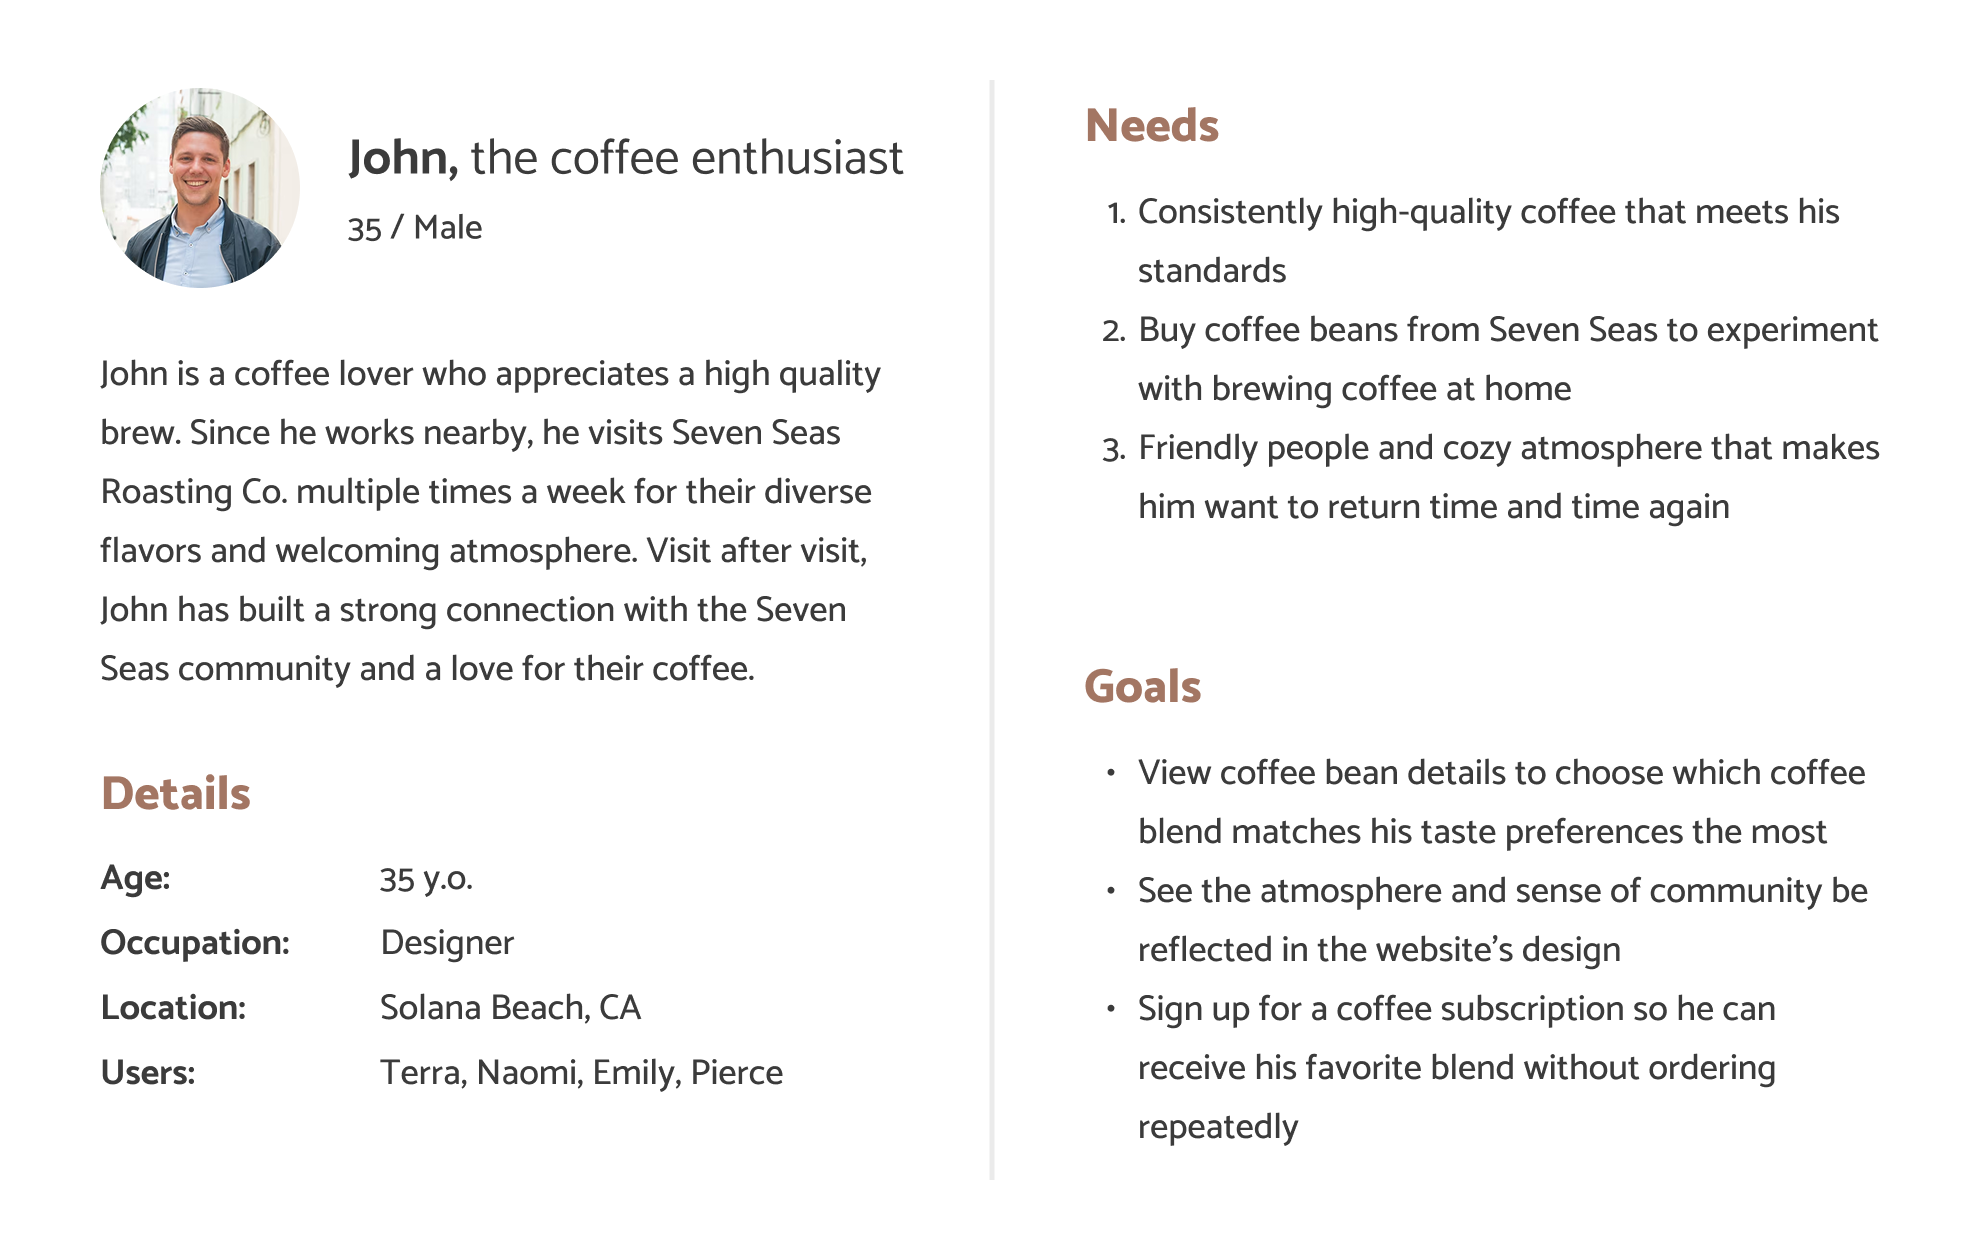 John, the coffee enthusiast
35 / Male
John is a coffee lover who appreciates a high quality
brew. Since he works nearby, he visits Seven Seas
Roasting Co. multiple times a week for their diverse
flavors and welcoming atmosphere. Visit after visit,
John has built a strong connection with the Seven
Seas community and a love for their coffee.
Details
Age: 35 y.o.
Occupation: Designer
Location: Solana Beach, CA
Users: Terra, Naomi, Emily, Pierce
Needs
1. Consistently high-quality coffee that meets his
standards
2. Buy coffee beans from Seven Seas to experiment
with brewing coffee at home
3. Friendly people and cozy atmosphere that makes
him want to return time and time again
Goals
• View coffee bean details to choose which coffee
blend matches his taste preferences the most
• See the atmosphere and sense of community be
reflected in the website’s design
• Sign up for a coffee subscription so he can
receive his favorite blend without ordering
repeatedly